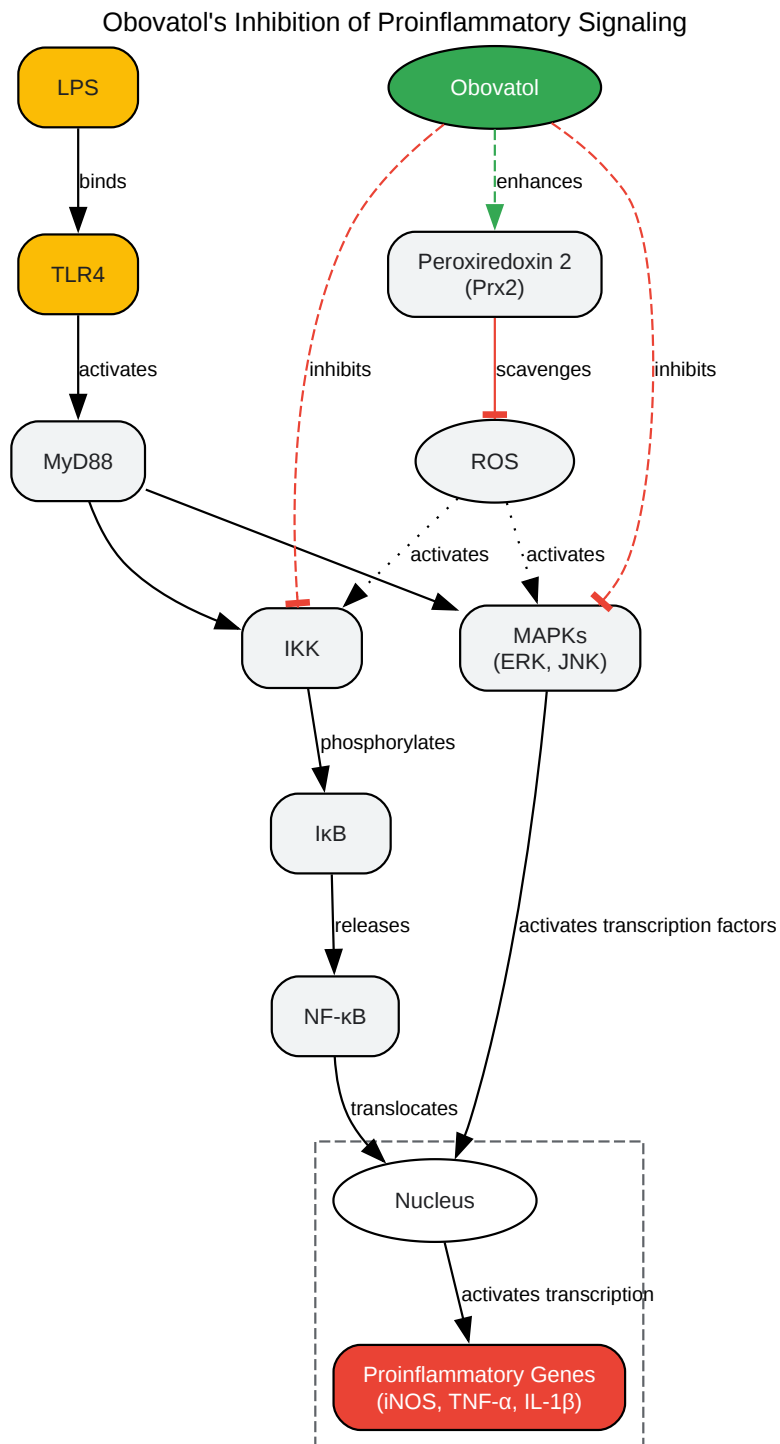 Obovatol's Inhibition of Proinflammatory Signaling
LPS
Obovatol
binds
enhances
TLR4
Peroxiredoxin 2
(Prx2)
activates
inhibits
scavenges
inhibits
MyD88
ROS
activates
activates
IKK
MAPKs
(ERK, JNK)
phosphorylates
IκB
releases
activates transcription factors
NF-κB
translocates
Nucleus
activates transcription
Proinflammatory Genes
(iNOS, TNF-α, IL-1β)